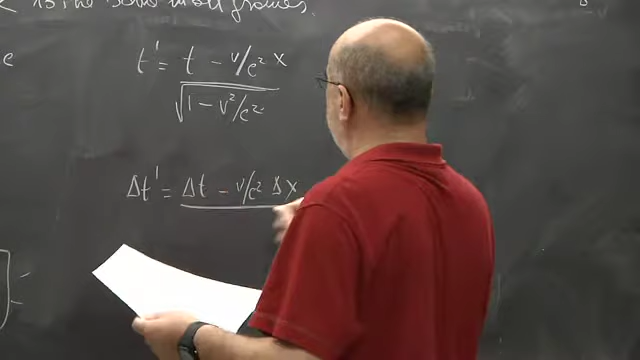 is the same in all frames.
e
t' = t - v/c² x
√1 - v²/c²
Δt' = Δt - v/c² Δx